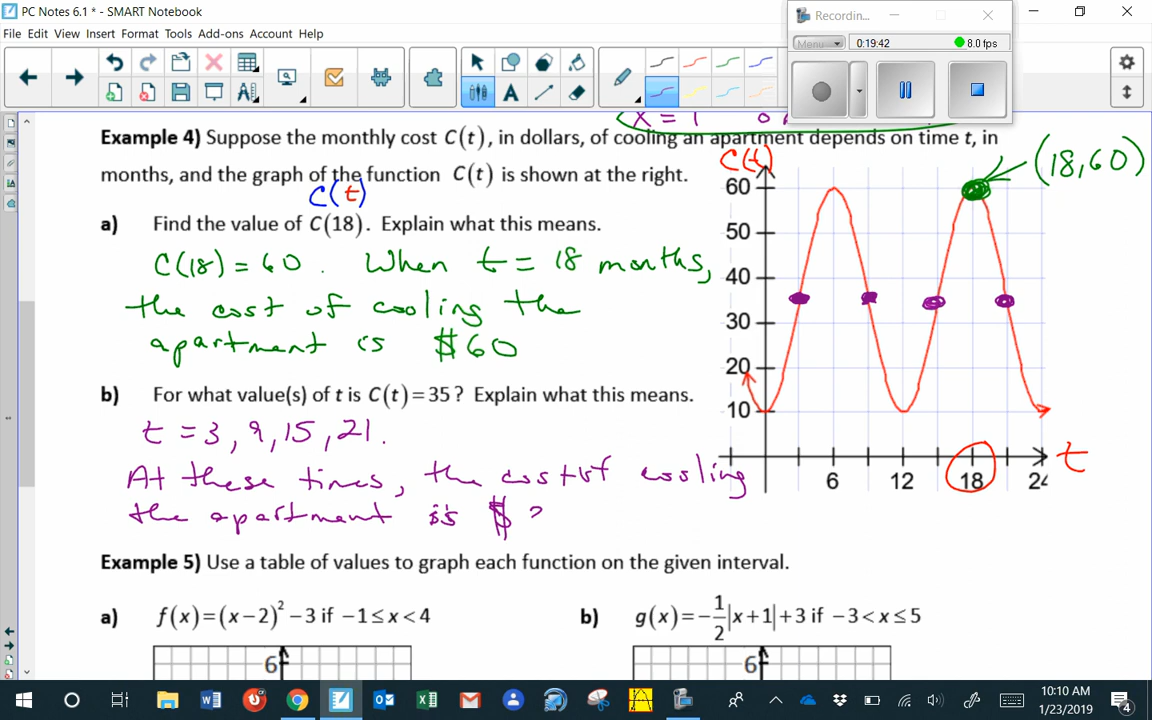 PC Notes 6.1 * - SMART Notebook
File Edit View Insert Format Tools Add-ons Account Help
Recordin...
Menu
0:19:42
8.0 fps
x = 1
Example 4) Suppose the monthly cost C(t), in dollars, of cooling an apartment depends on time t, in
months, and the graph of the function C(t) is shown at the right.
C(t)
a) Find the value of C(18). Explain what this means.
C(18) = 60. When t = 18 months,
the cost of cooling the
apartment is $60
b) For what value(s) of t is C(t)=35? Explain what this means.
t = 3, 9, 15, 21.
At these times, the cost of cooling
the apartment is $
C(t)
(18,60)
60
50
40
30
20
10
6 12 18 24
t
Example 5) Use a table of values to graph each function on the given interval.
a) f(x)=(x−2)²−3 if −1≤x<4
b) g(x)=−1/2|x+1|+3 if −3<x≤5
6 6
10:10 AM
1/23/2019
4